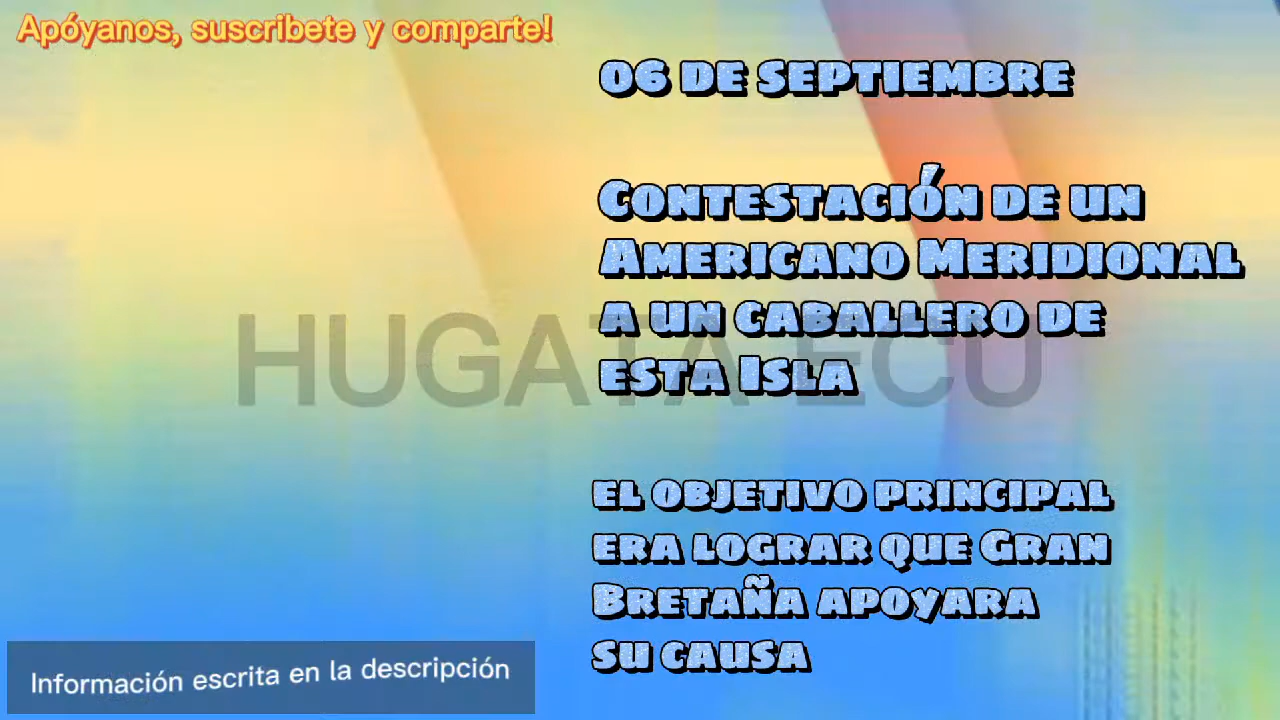 Apóyanos, suscribete y comparte!
06 DE SEPTIEMBRE
CONTESTACIÓN DE UN
AMERICANO MERIDIONAL
A UN CABALLERO DE
ESTA ISLA
HUGATA ECU
EL OBJETIVO PRINCIPAL
ERA LOGRAR QUE GRAN
BRETAÑA APOYARA
SU CAUSA
Información escrita en la descripción